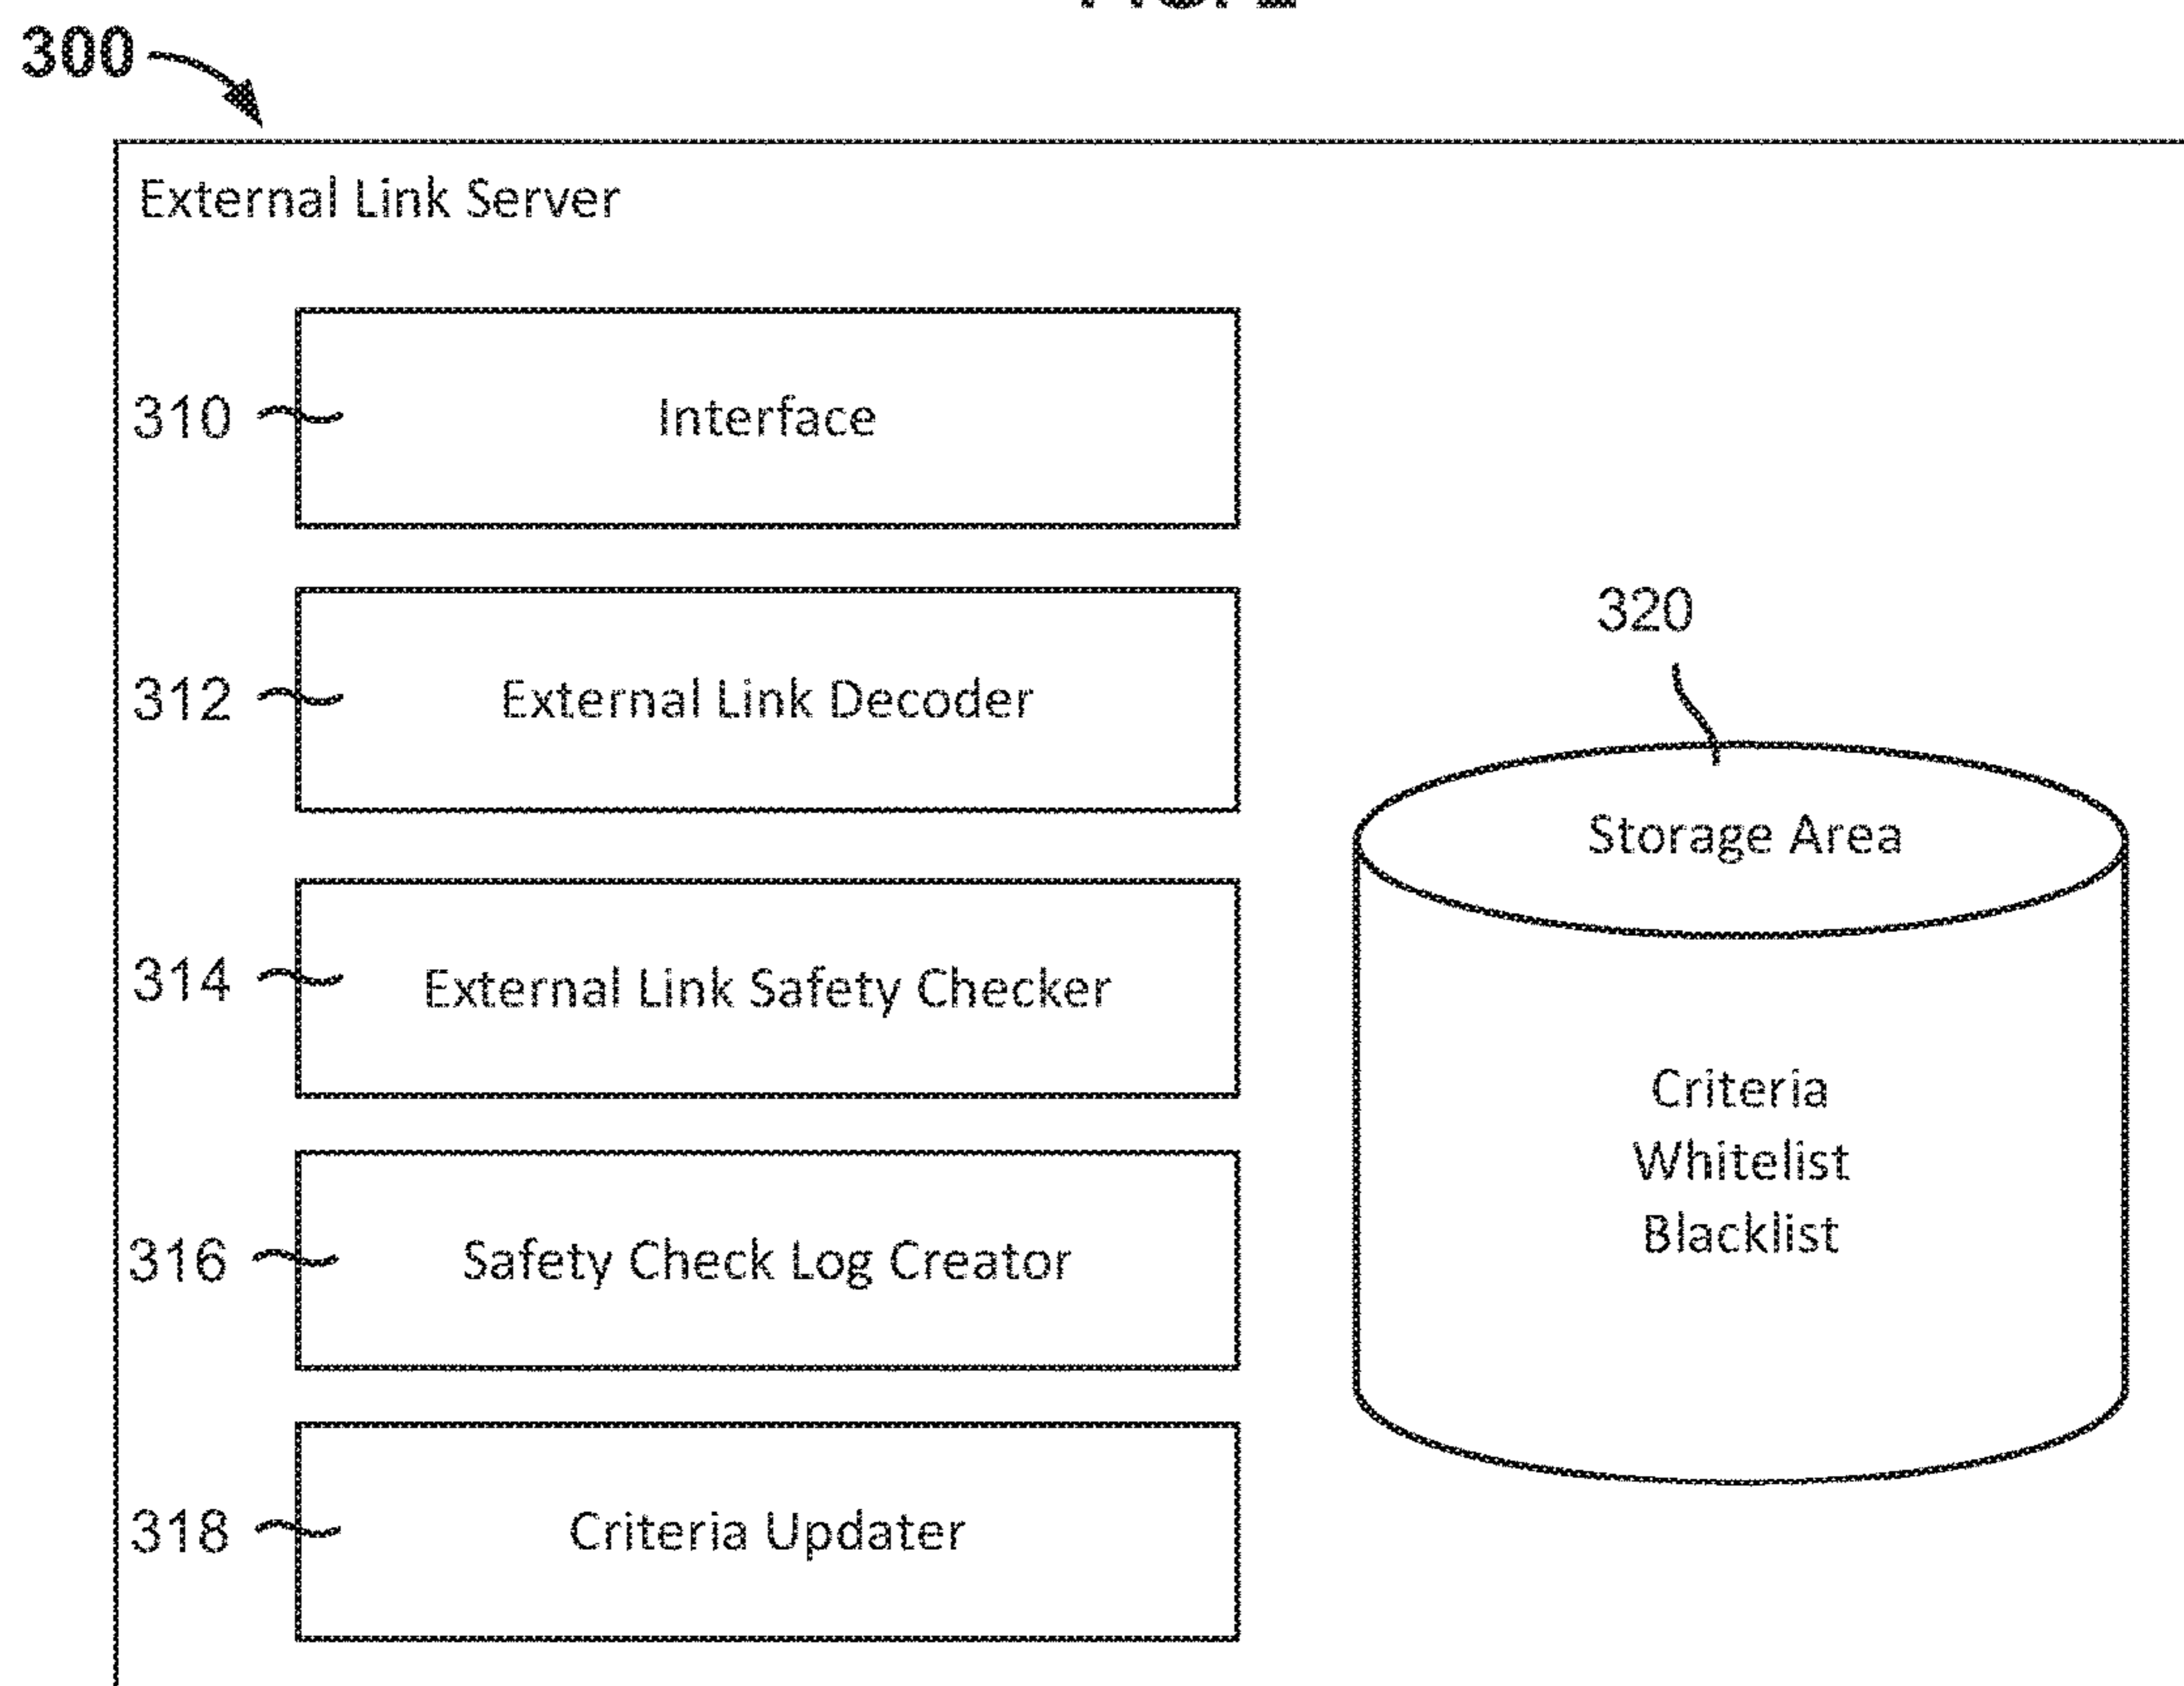 300
External Link Server
310 Interface
312 External Link Decoder
314 External Link Safety Checker
316 Safety Check Log Creator
318 Criteria Updater
320
Storage Area
Criteria
Whitelist
Blacklist